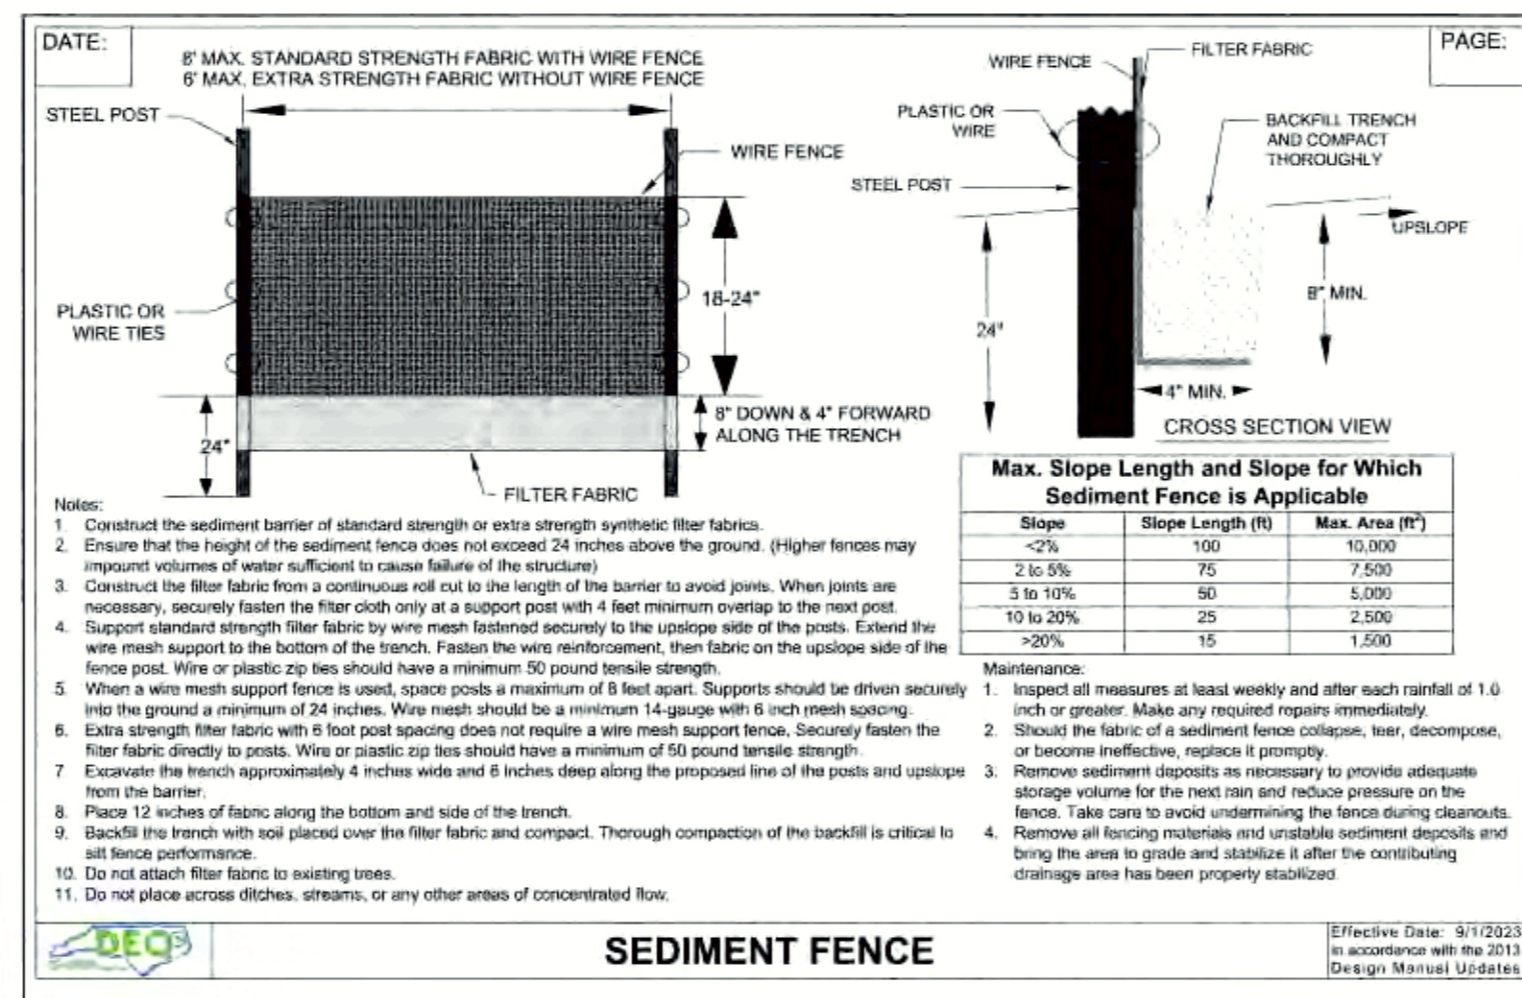 DATE:
PAGE:
8' MAX. STANDARD STRENGTH FABRIC WITH WIRE FENCE
6' MAX. EXTRA STRENGTH FABRIC WITHOUT WIRE FENCE
STEEL POST
WIRE FENCE
PLASTIC OR
WIRE TIES
18-24"
24"
8" DOWN & 4" FORWARD
ALONG THE TRENCH
FILTER FABRIC
WIRE FENCE
FILTER FABRIC
PLASTIC OR
WIRE
BACKFILL TRENCH
AND COMPACT
THOROUGHLY
STEEL POST
UPSLOPE
8" MIN.
24"
4" MIN.
CROSS SECTION VIEW
Notes:
1. Construct the sediment barrier of standard strength or extra strength synthetic filter fabrics.
2. Ensure that the height of the sediment fence does not exceed 24 inches above the ground. (Higher fences may
impound volumes of water sufficient to cause failure of the structure)
3. Construct the filter fabric from a continuous roll cut to the length of the barrier to avoid joints. When joints are
necessary, securely fasten the filter cloth only at a support post with 4 feet minimum overlap to the next post.
4. Support standard strength filter fabric by wire mesh fastened securely to the upslope side of the posts. Extend the
wire mesh support to the bottom of the trench. Fasten the wire reinforcement, then fabric on the upslope side of the
fence post. Wire or plastic zip ties should have a minimum 50 pound tensile strength.
5. When a wire mesh support fence is used, space posts a maximum of 8 feet apart. Supports should be driven securely
into the ground a minimum of 24 inches. Wire mesh should be a minimum 14-gauge with 6 inch mesh spacing.
6. Extra strength filter fabric with 6 foot post spacing does not require a wire mesh support fence. Securely fasten the
filter fabric directly to posts. Wire or plastic zip ties should have a minimum of 50 pound tensile strength.
7 Excavate the trench approximately 4 inches wide and 8 inches deep along the proposed line of the posts and upslope
from the barrier.
8. Place 12 inches of fabric along the bottom and side of the trench.
9. Backfill the trench with soil placed over the filter fabric and compact. Thorough compaction of the backfill is critical to
silt fence performance.
10. Do not attach filter fabric to existing trees.
11. Do not place across ditches, streams, or any other areas of concentrated flow.
Max. Slope Length and Slope for Which
Sediment Fence is Applicable
Slope Slope Length (ft) Max. Area (ft²)
<2% 100 10,000
2 to 5% 75 7,500
5 to 10% 50 5,000
10 to 20% 25 2,500
>20% 15 1,500
Maintenance:
1. Inspect all measures at least weekly and after each rainfall of 1.0
inch or greater. Make any required repairs immediately.
2. Should the fabric of a sediment fence collapse, tear, decompose,
or become ineffective, replace it promptly.
3. Remove sediment deposits as necessary to provide adequate
storage volume for the next rain and reduce pressure on the
fence. Take care to avoid undermining the fence during cleanouts.
4. Remove all fencing materials and unstable sediment deposits and
bring the area to grade and stabilize it after the contributing
drainage area has been properly stabilized.
DEQ
SEDIMENT FENCE
Effective Date: 9/1/2023
in accordance with the 2013
Design Manual Updates